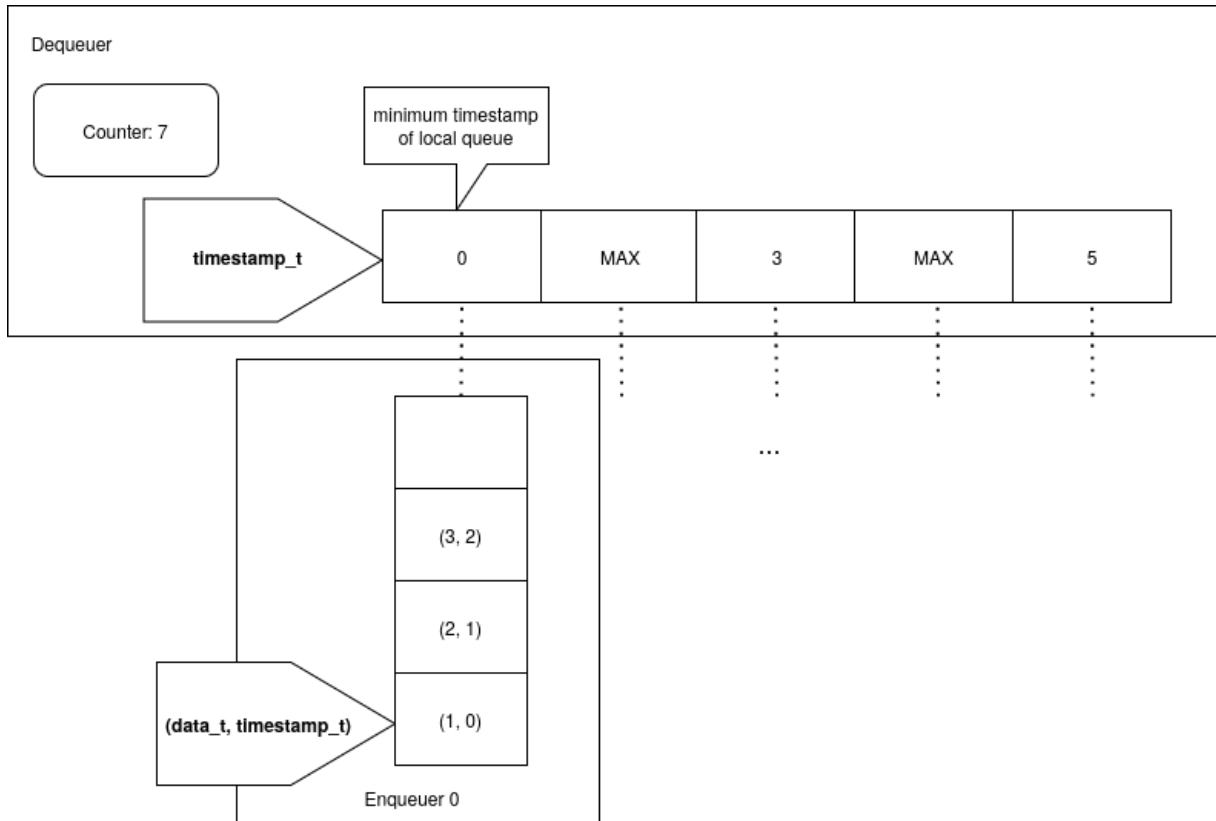 Dequeuer
Counter: 7
minimum timestamp
of local queue
timestamp_t
0
MAX
3
MAX
5
...
(3, 2)
(2, 1)
(data_t, timestamp_t)
(1, 0)
Enqueuer 0